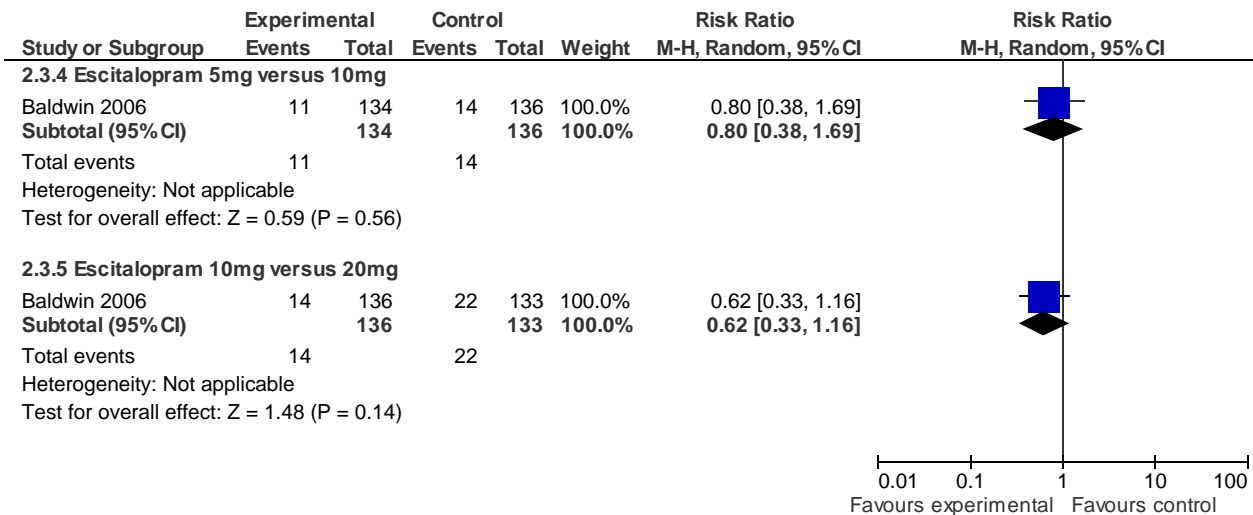 Experimental Control Risk Ratio Risk Ratio
Study or Subgroup Events Total Events Total Weight M-H, Random, 95% CI M-H, Random, 95% CI
2.3.4 Escitalopram 5mg versus 10mg
Baldwin 2006 11 134 14 136 100.0% 0.80 [0.38, 1.69]
Subtotal (95% CI) 134 136 100.0% 0.80 [0.38, 1.69]
Total events 11 14
Heterogeneity: Not applicable
Test for overall effect: Z = 0.59 (P = 0.56)
2.3.5 Escitalopram 10mg versus 20mg
Baldwin 2006 14 136 22 133 100.0% 0.62 [0.33, 1.16]
Subtotal (95% CI) 136 133 100.0% 0.62 [0.33, 1.16]
Total events 14 22
Heterogeneity: Not applicable
Test for overall effect: Z = 1.48 (P = 0.14)
0.01 0.1 1 10 100
Favours experimental Favours control